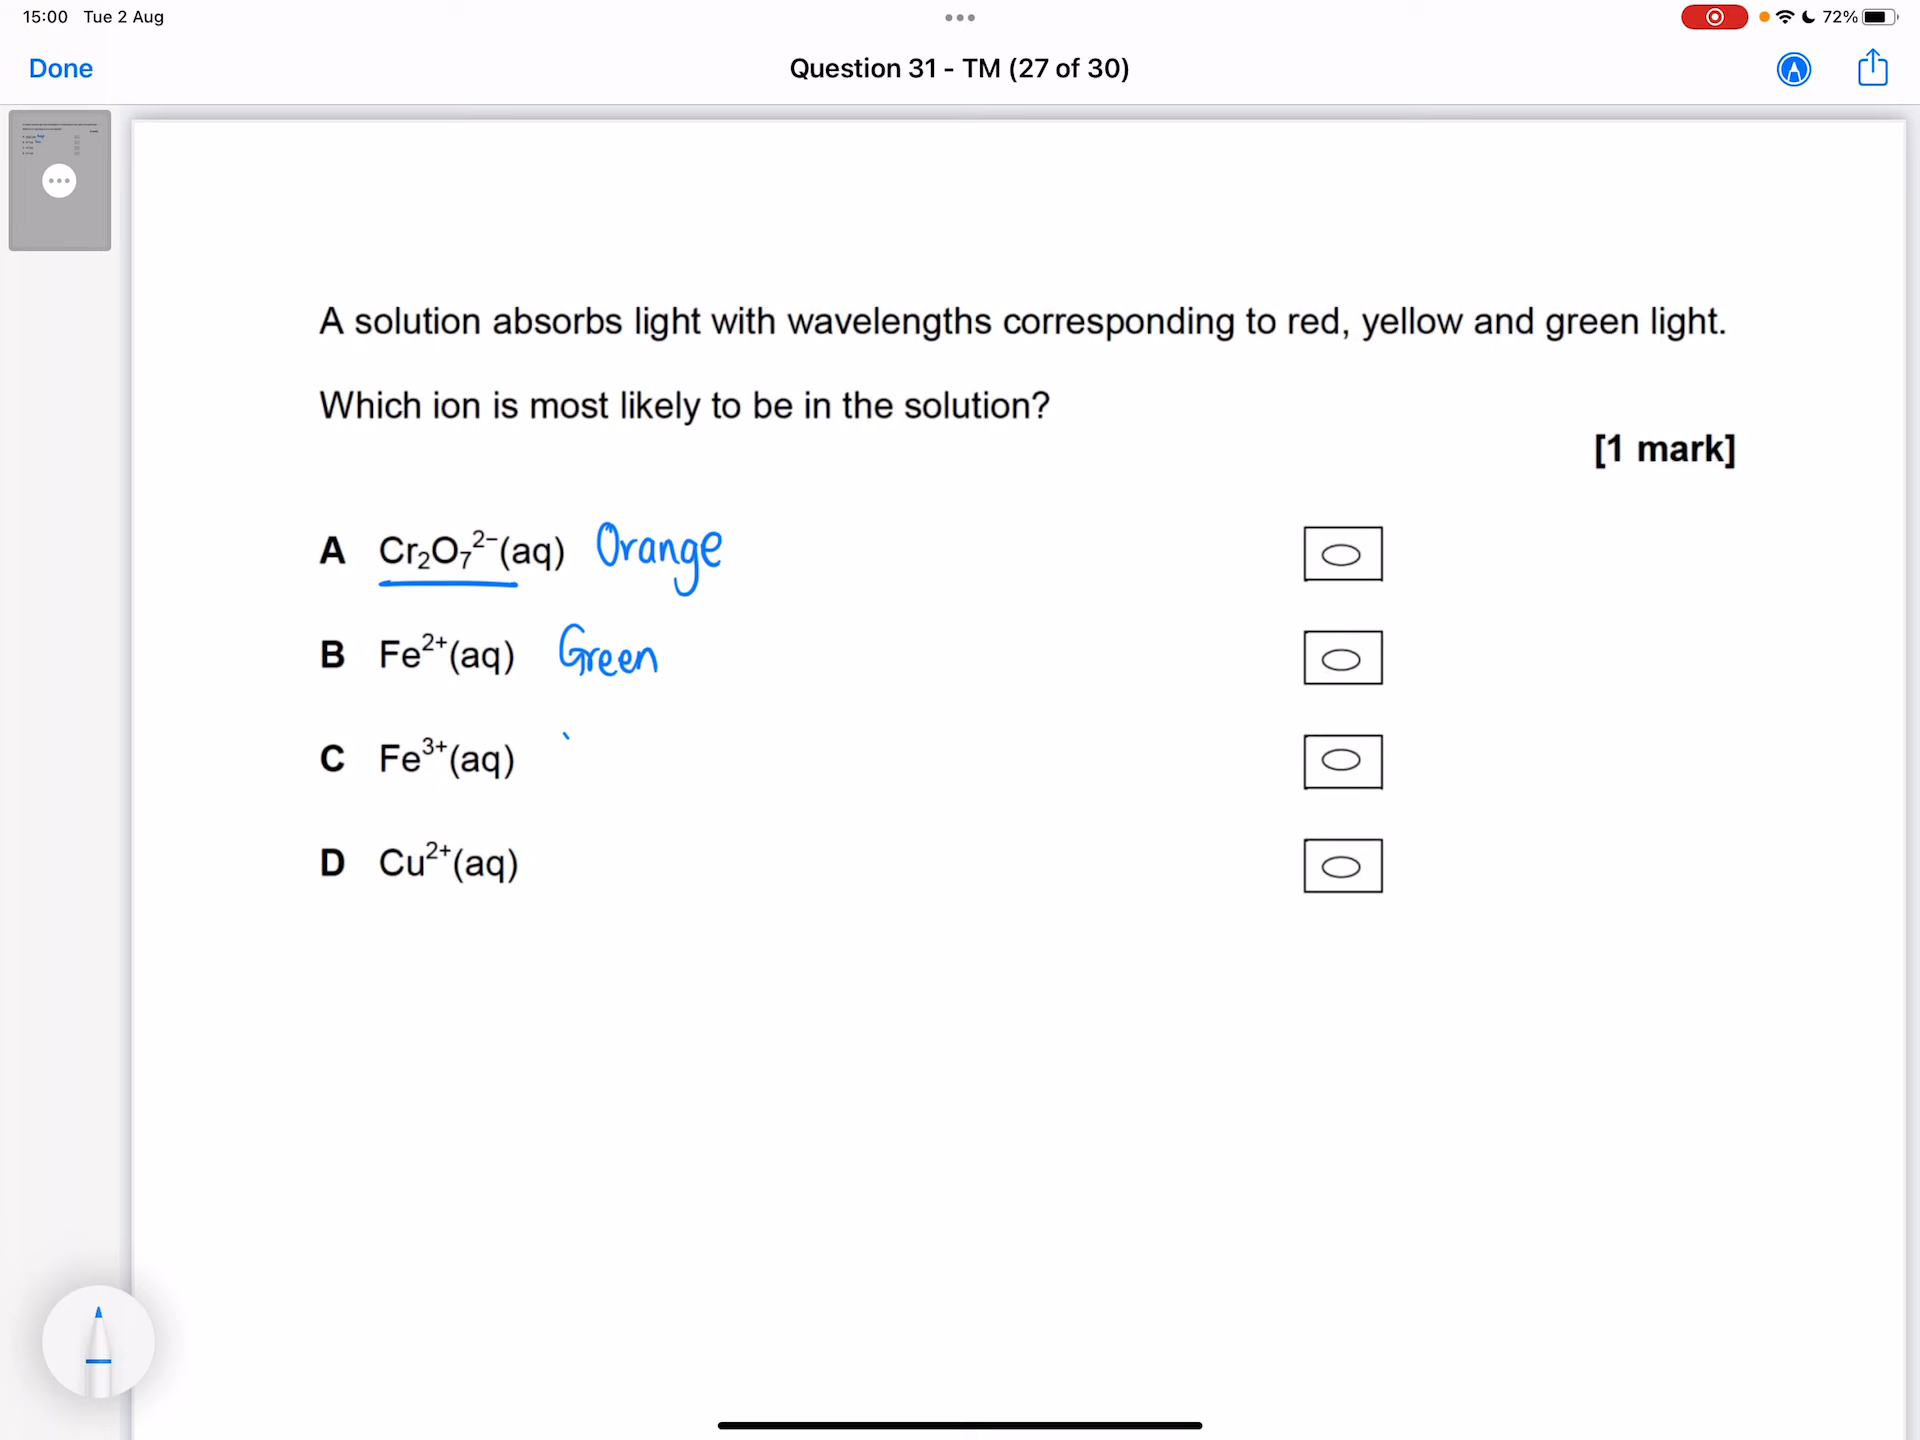 15:00 Tue 2 Aug
72%
Done
Question 31 - TM (27 of 30)
A solution absorbs light with wavelengths corresponding to red, yellow and green light.
Which ion is most likely to be in the solution?
[1 mark]
A Cr₂O₇²⁻(aq) Orange
B Fe²⁺(aq) Green
C Fe³⁺(aq)
D Cu²⁺(aq)